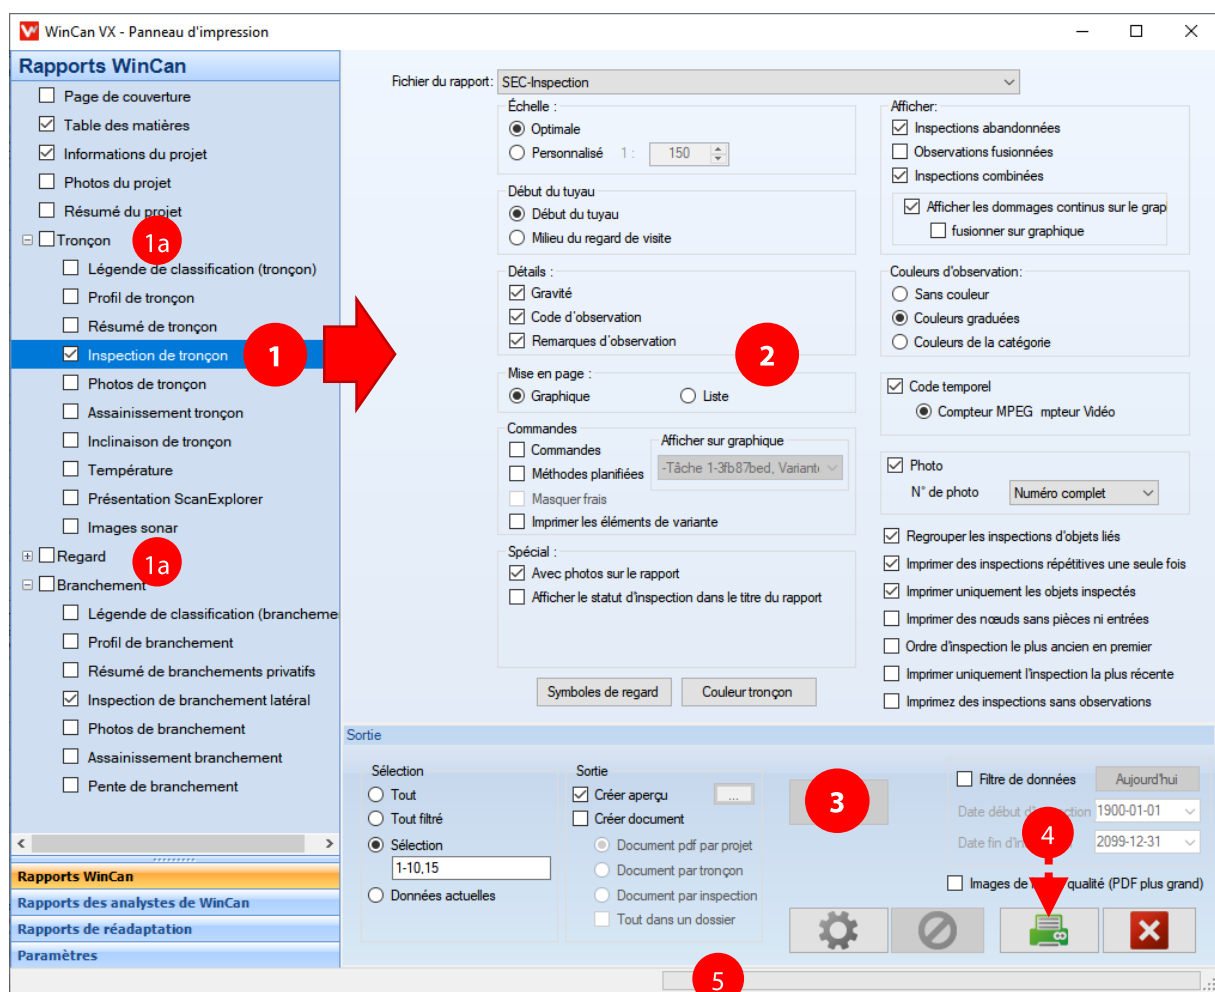 WinCan VX - Panneau d'impression
Rapports WinCan
Page de couverture
Table des matières
Informations du projet
Photos du projet
Résumé du projet
Tronçon
1a
Légende de classification (tronçon)
Profil de tronçon
Résumé de tronçon
Inspection de tronçon
1
Photos de tronçon
Assainissement tronçon
Inclinaison de tronçon
Température
Présentation ScanExplorer
Images sonar
Regard
1a
Branchement
Légende de classification (brancheme
Profil de branchement
Résumé de branchements privatifs
Inspection de branchement latéral
Photos de branchement
Assainissement branchement
Pente de branchement
Rapports WinCan
Rapports des analystes de WinCan
Rapports de réadaptation
Paramètres
Fichier du rapport: SEC-Inspection
Échelle :
Optimale
Personnalisé 1 : 150
Début du tuyau
Début du tuyau
Milieu du regard de visite
Détails :
Gravité
Code d'observation
Remarques d'observation
2
Mise en page :
Graphique Liste
Commandes
Commandes
Méthodes planifiées
Afficher sur graphique
-Tâche 1-3fb87bed, Variant
Masquer frais
Imprimer les éléments de variante
Spécial :
Avec photos sur le rapport
Afficher le statut d'inspection dans le titre du rapport
Symboles de regard Couleur tronçon
Afficher:
Inspections abandonnées
Observations fusionnées
Inspections combinées
Afficher les dommages continus sur le grap
fusionner sur graphique
Couleurs d'observation:
Sans couleur
Couleurs graduées
Couleurs de la catégorie
Code temporel
Compteur MPEG mpteur Vidéo
Photo
N° de photo Numéro complet
Regrouper les inspections d'objets liés
Imprimer des inspections répétitives une seule fois
Imprimer uniquement les objets inspectés
Imprimer des nœuds sans pièces ni entrées
Ordre d'inspection le plus ancien en premier
Imprimer uniquement l'inspection la plus récente
Imprimez des inspections sans observations
Sortie
Sélection
Tout
Tout filtré
Sélection
1-10,15
Données actuelles
Sortie
Créer aperçu ...
Créer document
Document pdf par projet
Document par tronçon
Document par inspection
Tout dans un dossier
3
Filtre de données Aujourd'hui
Date début d' ction 1900-01-01
Date fin d'in 2099-12-31
4
Images de qualité (PDF plus grand)
5